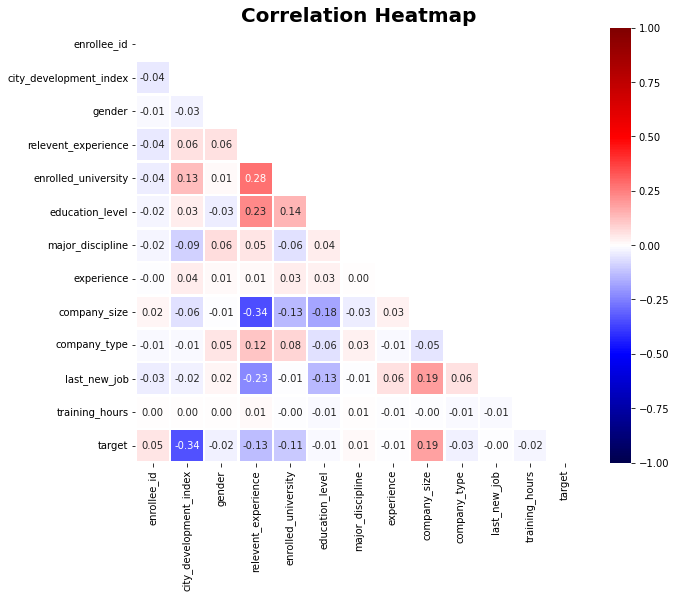 Correlation Heatmap
enrollee_id
city_development_index -0.04
gender -0.01 -0.03
relevent_experience -0.04 0.06 0.06
enrolled_university -0.04 0.13 0.01 0.28
education_level -0.02 0.03 -0.03 0.23 0.14
major_discipline -0.02 -0.09 0.06 0.05 -0.06 0.04
experience -0.00 0.04 0.01 0.01 0.03 0.03 0.00
company_size 0.02 -0.06 -0.01 -0.34 -0.13 -0.18 -0.03 0.03
company_type -0.01 -0.01 0.05 0.12 0.08 -0.06 0.03 -0.01 -0.05
last_new_job -0.03 -0.02 0.02 -0.23 -0.01 -0.13 -0.01 0.06 0.19 0.06
training_hours 0.00 0.00 0.00 0.01 -0.00 -0.01 0.01 -0.01 -0.00 -0.01 -0.01
target 0.05 -0.34 -0.02 -0.13 -0.11 -0.01 0.01 -0.01 0.19 -0.03 -0.00 -0.02
enrollee_id
city_development_index
gender
relevent_experience
enrolled_university
education_level
major_discipline
experience
company_size
company_type
last_new_job
training_hours
target
1.00
0.75
0.50
0.25
0.00
-0.25
-0.50
-0.75
-1.00